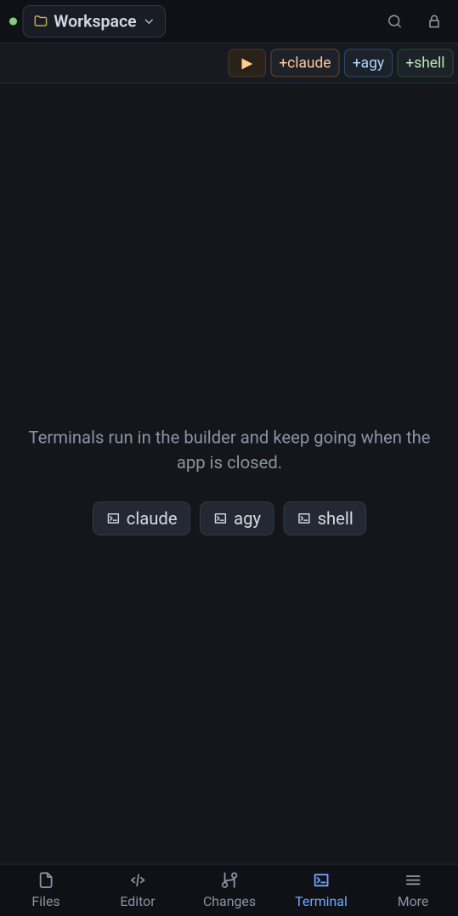 Workspace
+claude
+agy
+shell
Terminals run in the builder and keep going when the
app is closed.
claude
agy
shell
Files
Editor
Changes
Terminal
More